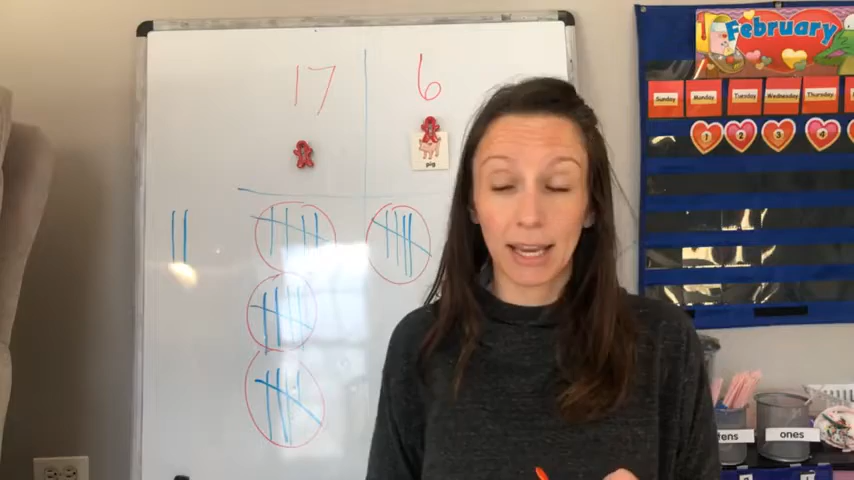 17 6
pig
February
Sunday Monday Tuesday Wednesday Thursday
1 2 3 4
tens ones